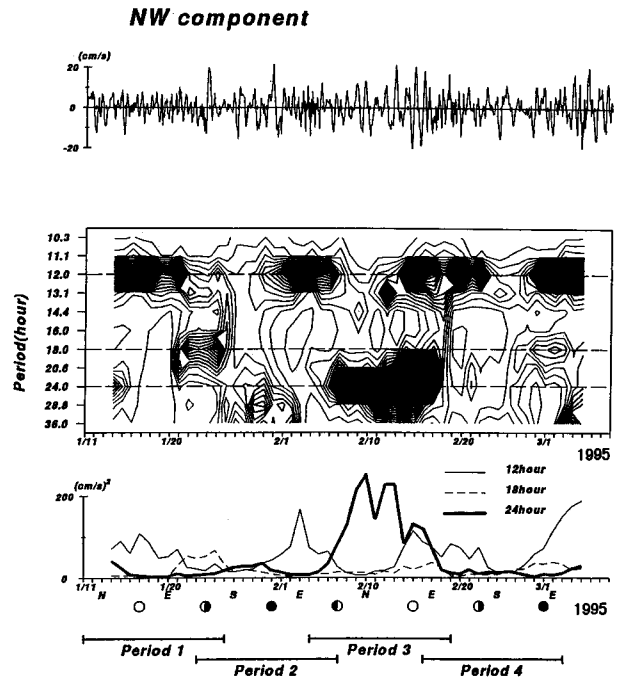 NW component
(cm/s)
20
0
-20
Period(hour)
10.3
11.1
12.0
13.1
14.4
16.0
18.0
20.6
24.0
28.8
36.0
1/11 1/20 2/1 2/10 2/20 3/1
1995
(cm/s)²
200
0
12hour
18hour
24hour
1/11 1/20 2/1 2/10 2/20 3/1
N E S E N E S E
1995
Period 1
Period 3
Period 2
Period 4